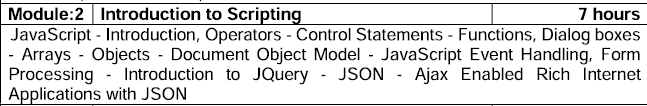 Module:2 Introduction to Scripting 7 hours
JavaScript - Introduction, Operators - Control Statements - Functions, Dialog boxes
- Arrays - Objects - Document Object Model - JavaScript Event Handling, Form
Processing - Introduction to JQuery - JSON - Ajax Enabled Rich Internet
Applications with JSON